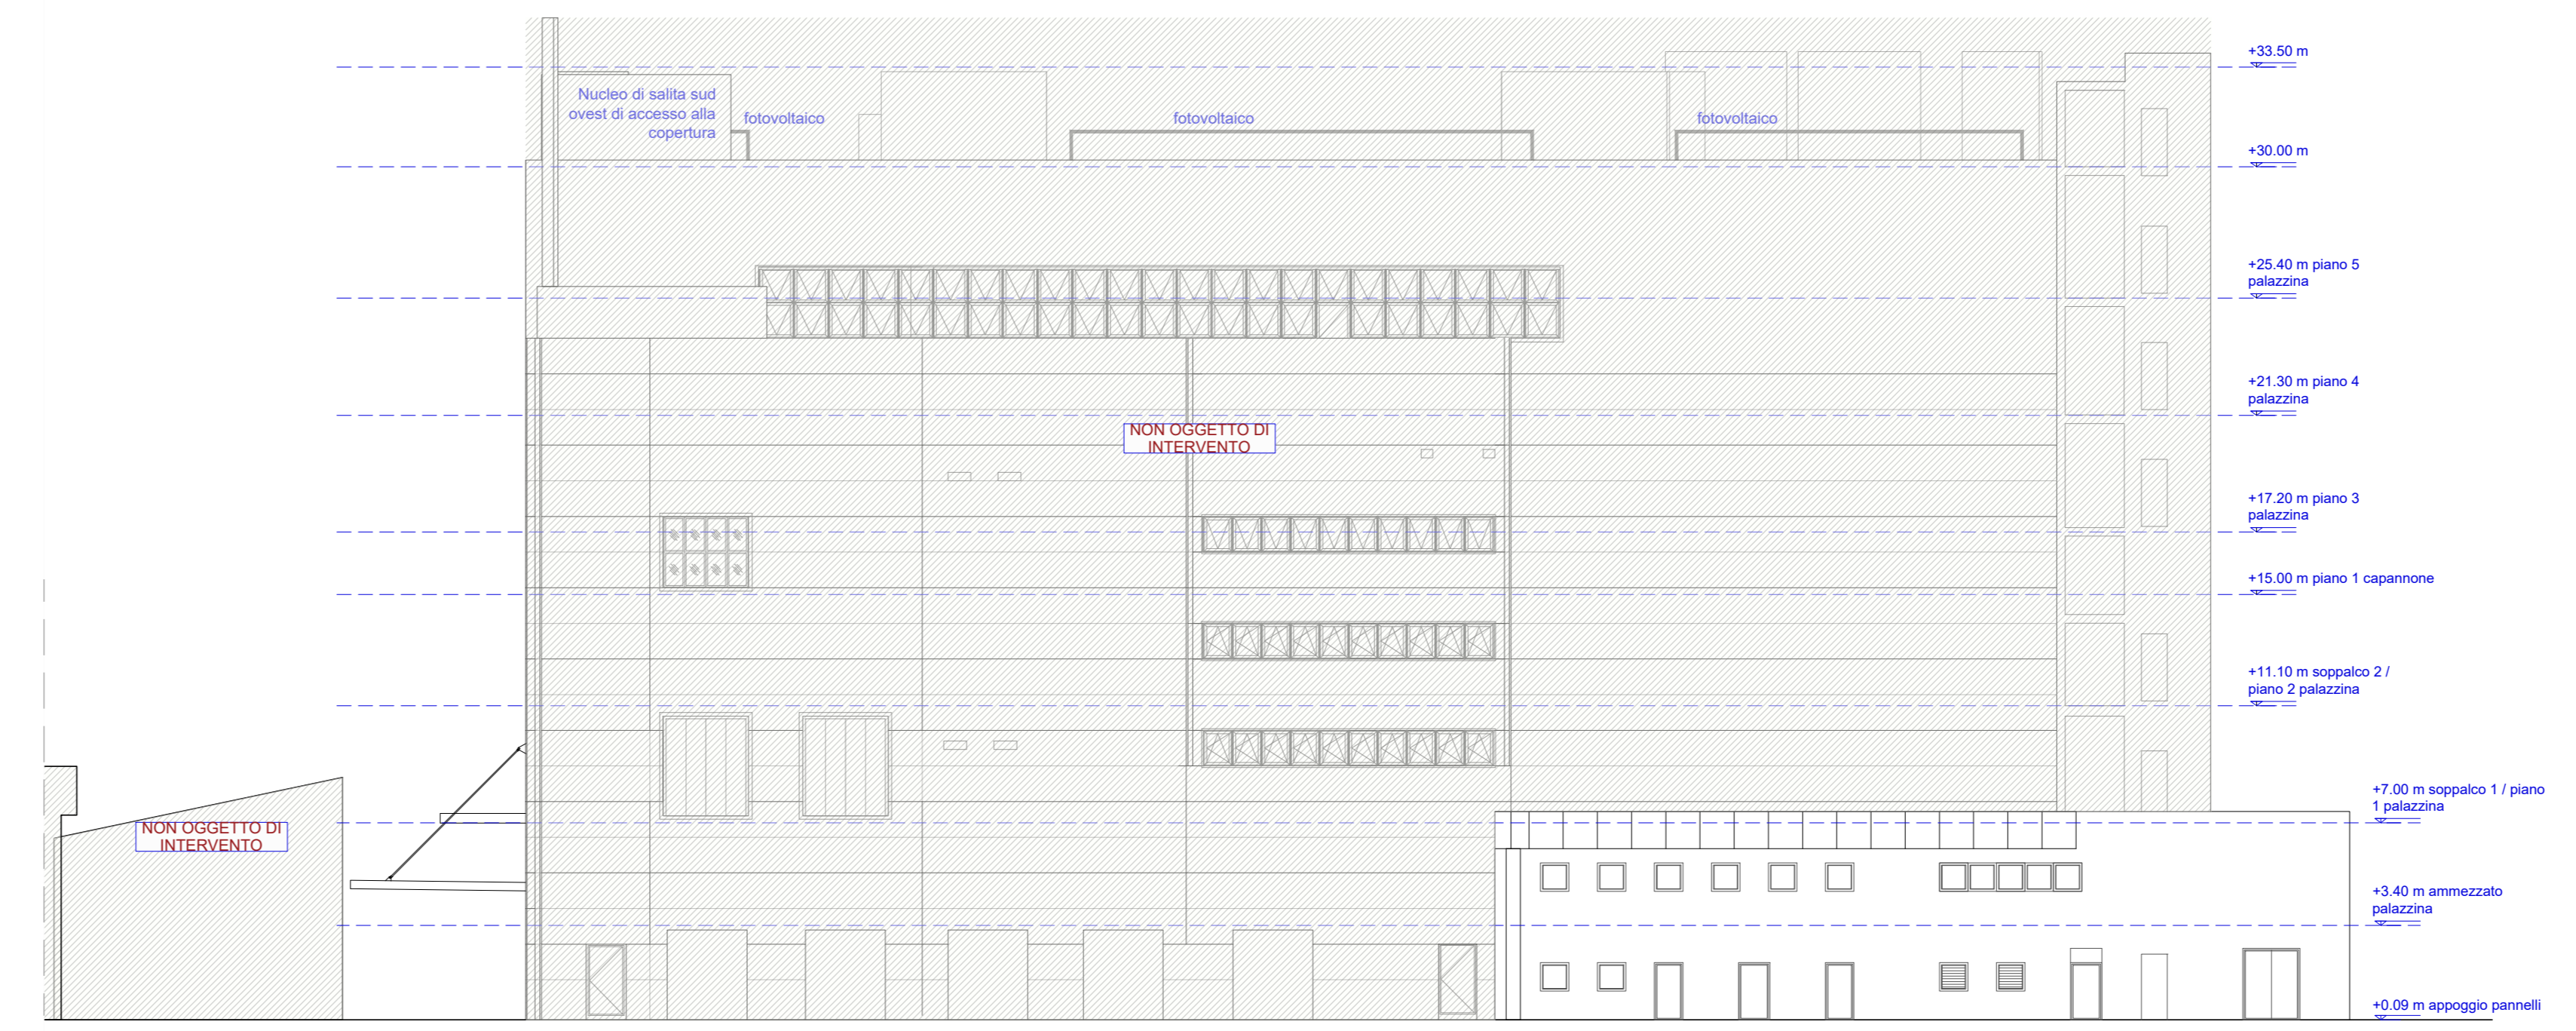 +33.50 m
Nucleo di salita sud
ovest di accesso alla
copertura
fotovoltaico
fotovoltaico
fotovoltaico
+30.00 m
+25.40 m piano 5
palazzina
+21.30 m piano 4
palazzina
NON OGGETTO DI
INTERVENTO
+17.20 m piano 3
palazzina
+15.00 m piano 1 capannone
+11.10 m soppalco 2 /
piano 2 palazzina
+7.00 m soppalco 1 / piano
1 palazzina
NON OGGETTO DI
INTERVENTO
+3.40 m ammezzato
palazzina
+0.09 m appoggio pannelli